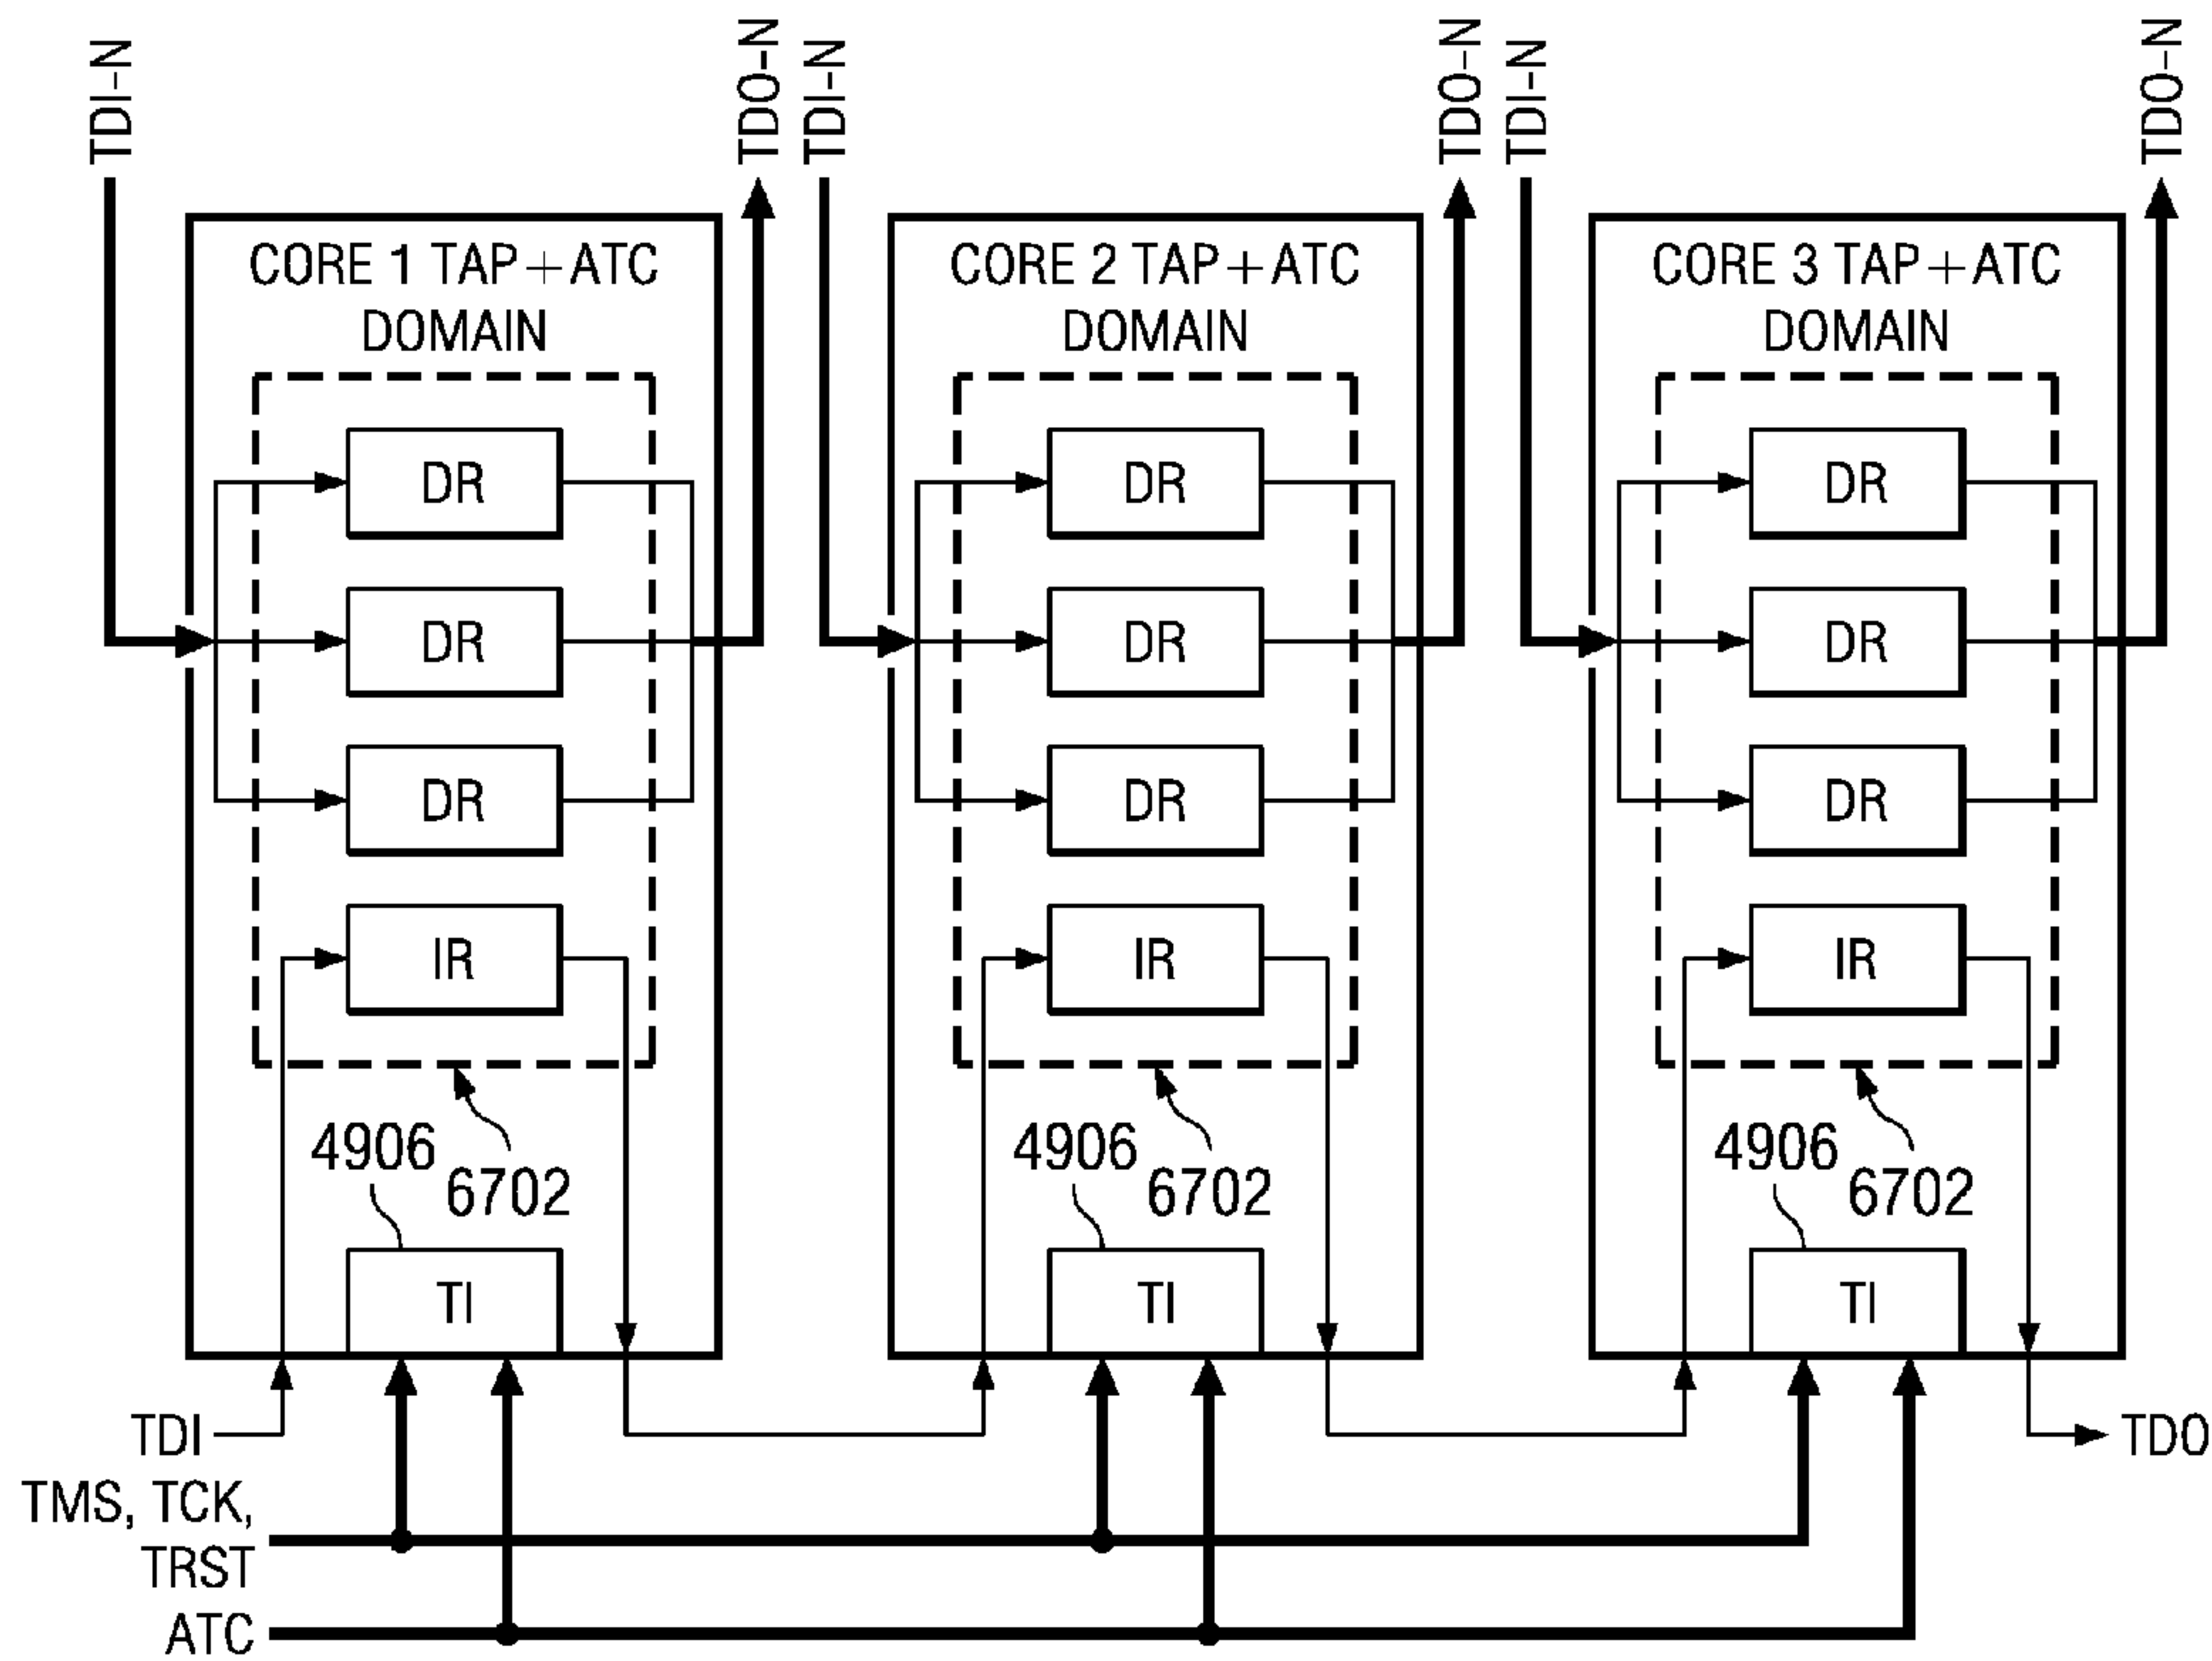 TDI-N
TDO-N
TDI-N
TDO-N
TDI-N
TDO-N
CORE 1 TAP+ATC
DOMAIN
DR
DR
DR
IR
4906
6702
TI
CORE 2 TAP+ATC
DOMAIN
DR
DR
DR
IR
4906
6702
TI
CORE 3 TAP+ATC
DOMAIN
DR
DR
DR
IR
4906
6702
TI
TDI
TDO
TMS, TCK,
TRST
ATC